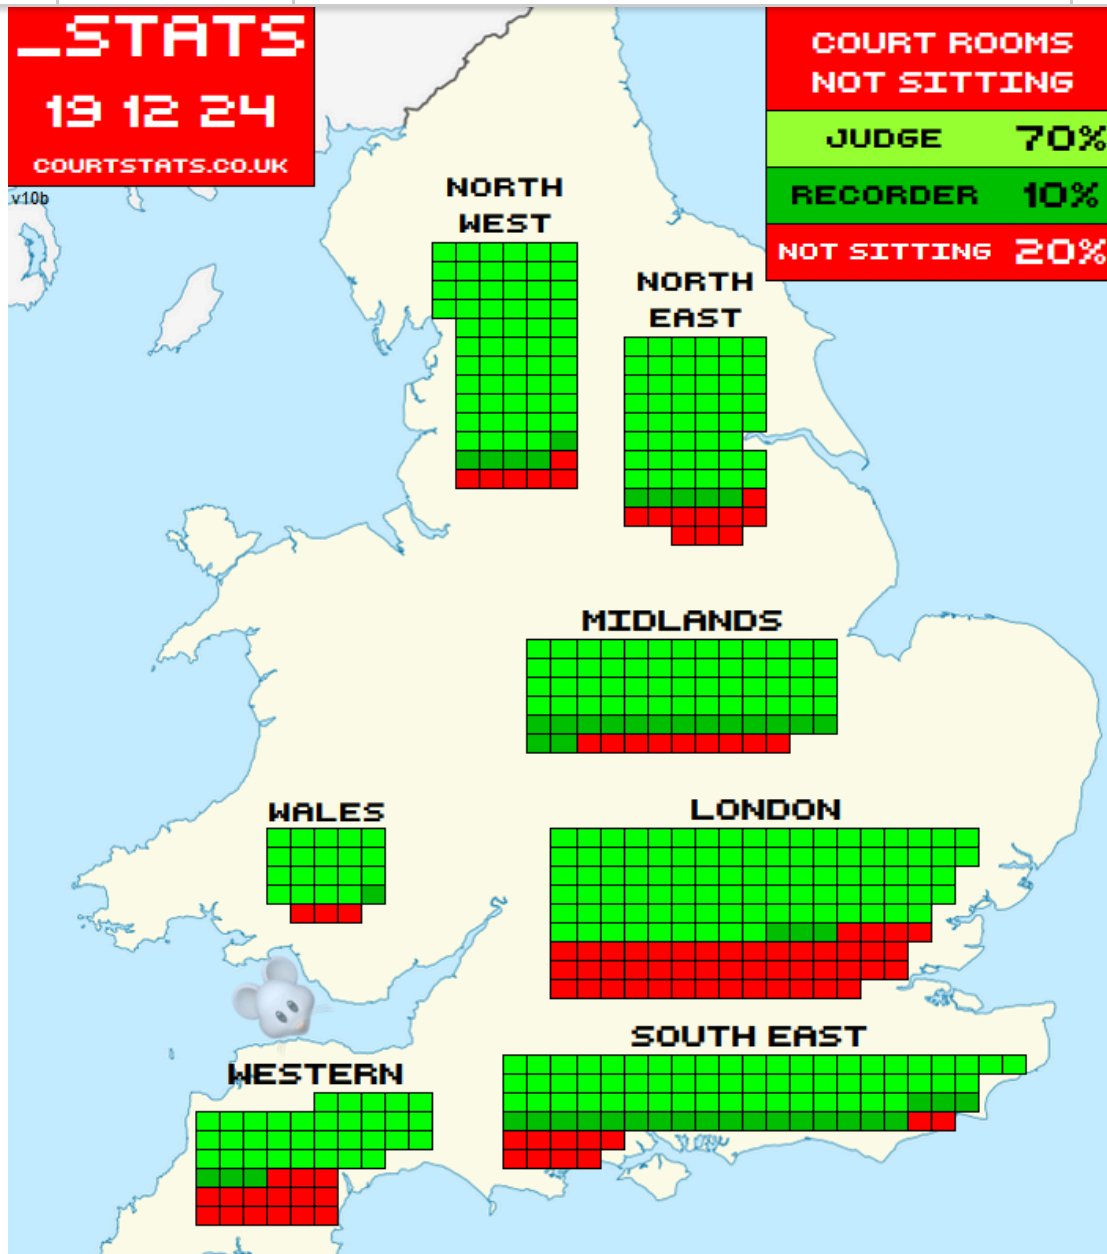 _STATS
19 12 24
COURTSTATS.CO.UK
v10b
COURT ROOMS
NOT SITTING
JUDGE 70%
RECORDER 10%
NOT SITTING 20%
NORTH
WEST
NORTH
EAST
MIDLANDS
WALES
LONDON
SOUTH EAST
WESTERN